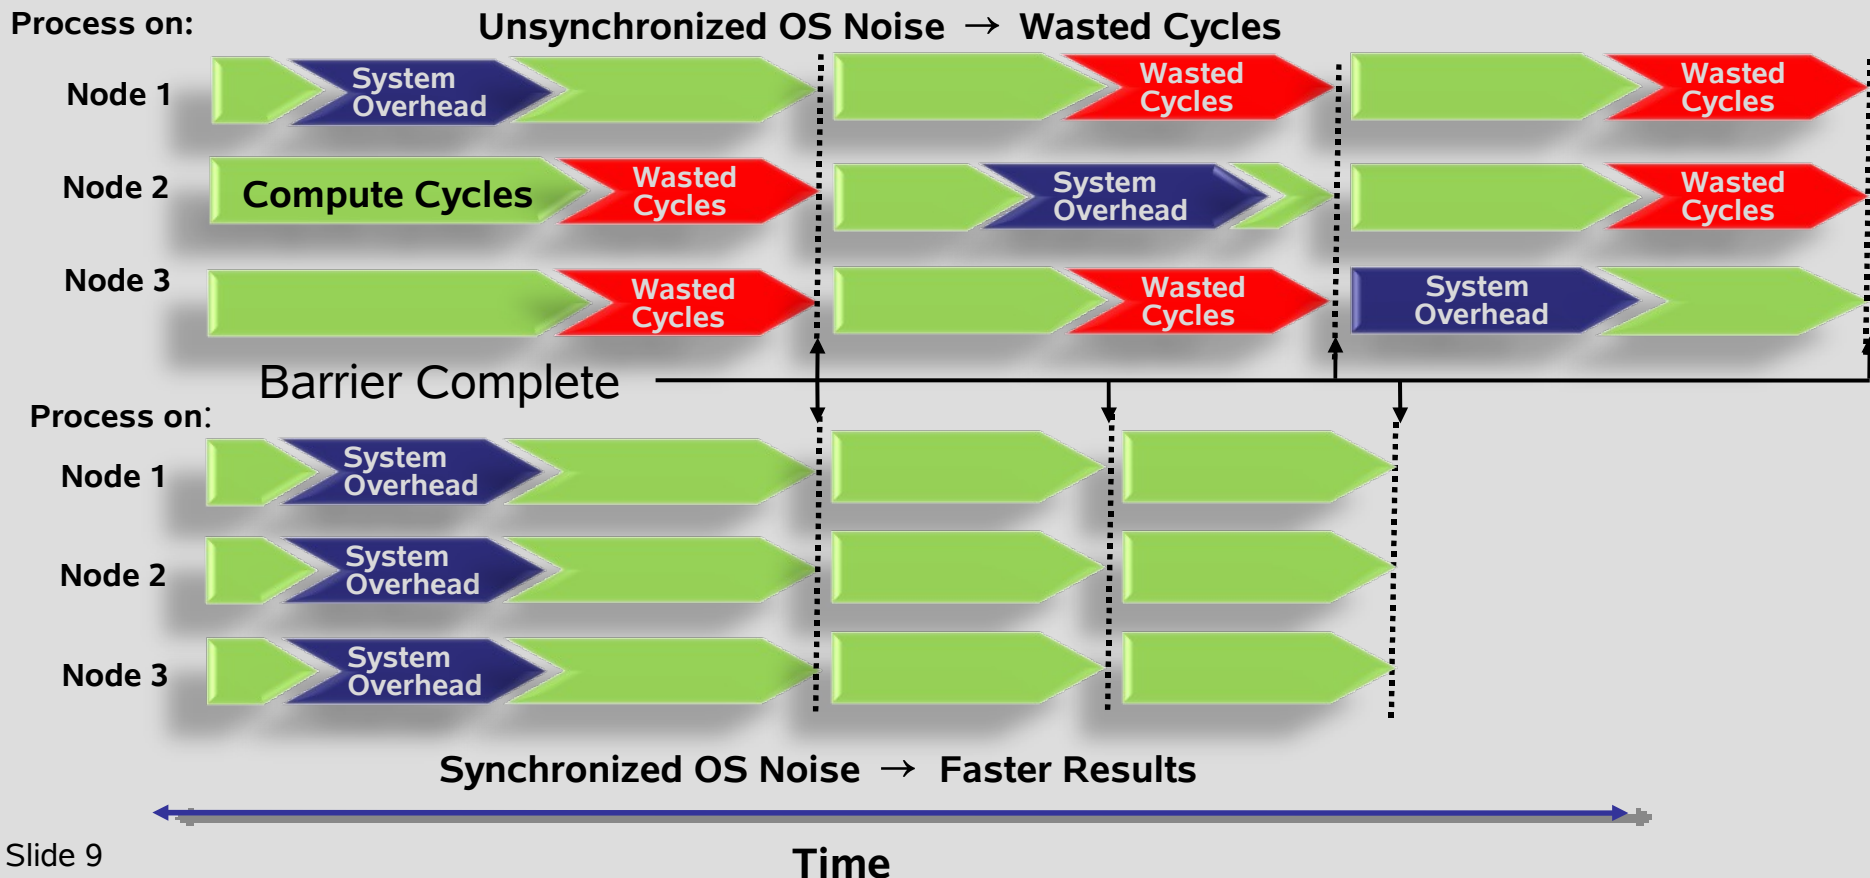 Process on:
Unsynchronized OS Noise → Wasted Cycles
Node 1
System
Overhead
Wasted
Cycles
Wasted
Cycles
Node 2
Compute Cycles
Wasted
Cycles
System
Overhead
Wasted
Cycles
Node 3
Wasted
Cycles
Wasted
Cycles
System
Overhead
Barrier Complete
Process on:
Node 1
System
Overhead
Node 2
System
Overhead
Node 3
System
Overhead
Synchronized OS Noise → Faster Results
Slide 9
Time